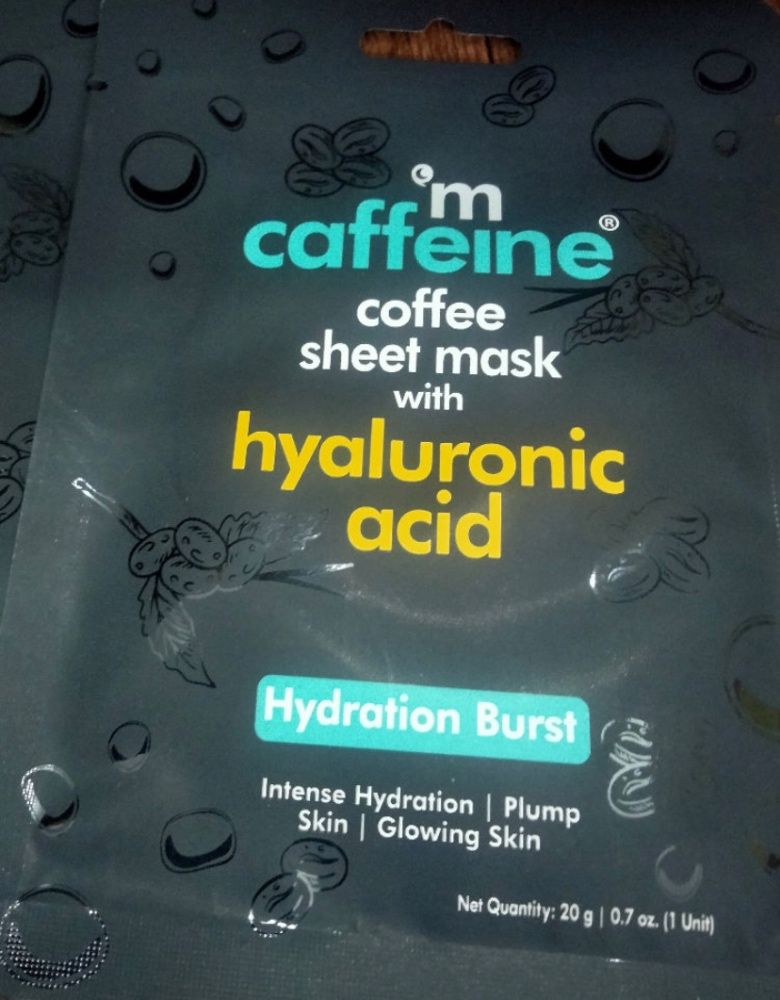 'm
caffeine®
coffee
sheet mask
with
hyaluronic
acid
Hydration Burst
Intense Hydration | Plump
Skin | Glowing Skin
Net Quantity: 20 g | 0.7 oz. (1 Unit)